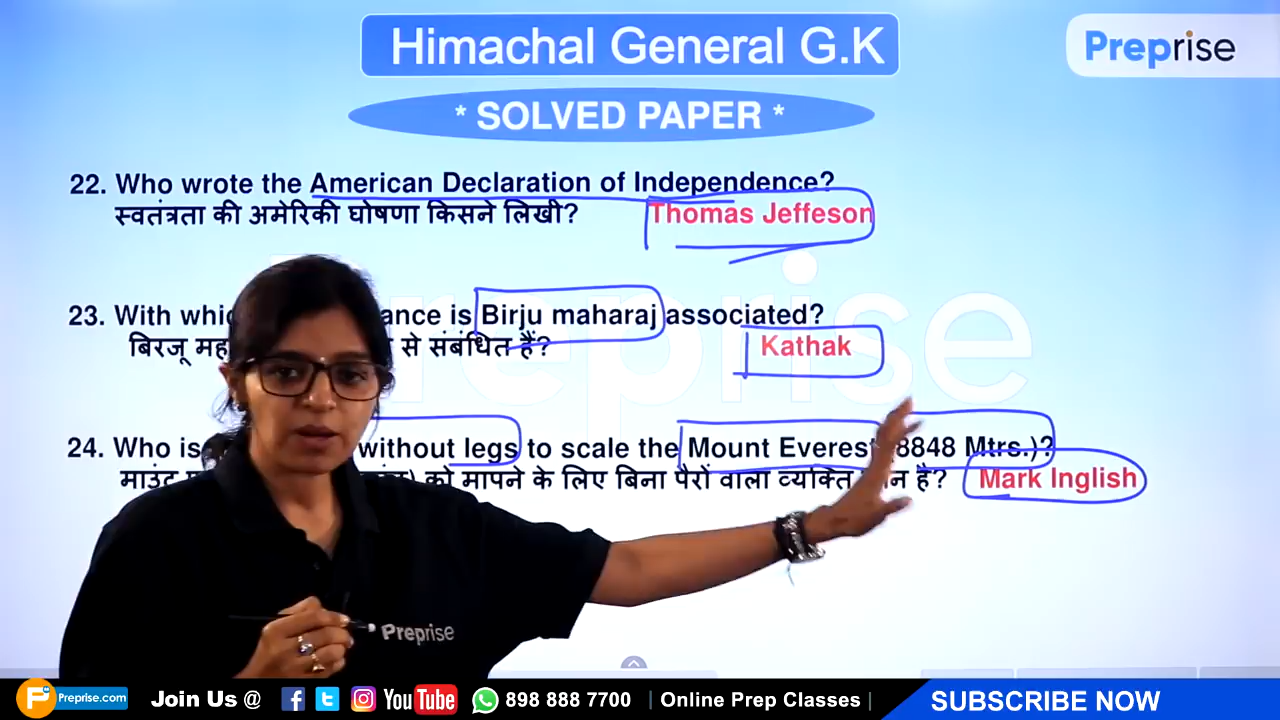 Himachal General G.K
Preprise
* SOLVED PAPER *
22. Who wrote the American Declaration of Independence?
स्वतंत्रता की अमेरिकी घोषणा किसने लिखी?
Thomas Jeffeson
23. With ance is Birju maharaj associated?
बिरजू से संबंधित हैं?
Kathak
24. Who is without legs to scale the Mount Everest (8848 Mtrs.)?
माउंट को मापने के लिए बिना पैरों वाला व्यक्ति है?
Mark Inglish
Preprise
Preprise
Preprise.com
Join Us @
YouTube
898 888 7700
Online Prep Classes
SUBSCRIBE NOW